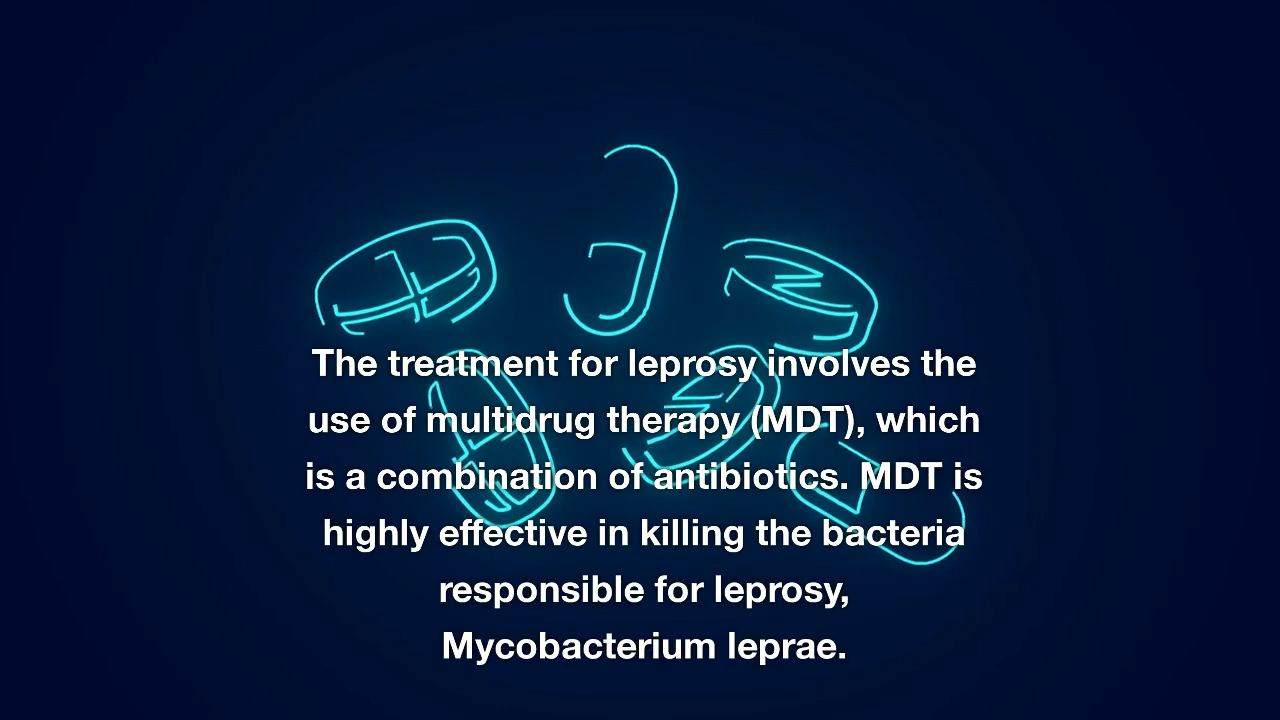 The treatment for leprosy involves the
use of multidrug therapy (MDT), which
is a combination of antibiotics. MDT is
highly effective in killing the bacteria
responsible for leprosy,
Mycobacterium leprae.